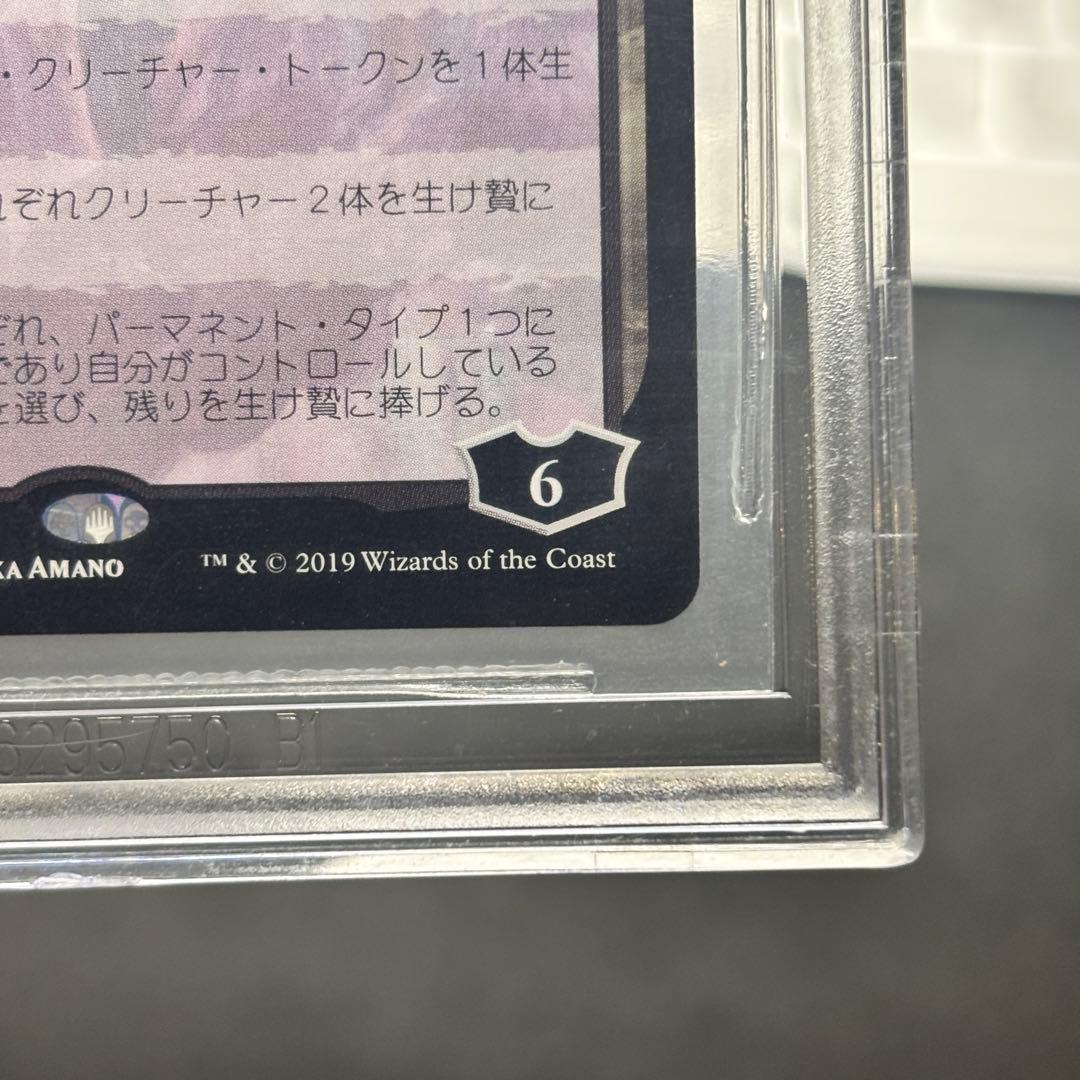 ・クリーチャー・トークンを１体生
れぞれクリーチャー２体を生け贄に
ぞれ、パーマネント・タイプ１つに
であり自分がコントロールしている
を選び、残りを生け贄に捧げる。
6
KA AMANO
™ & © 2019 Wizards of the Coast
6295750 B1